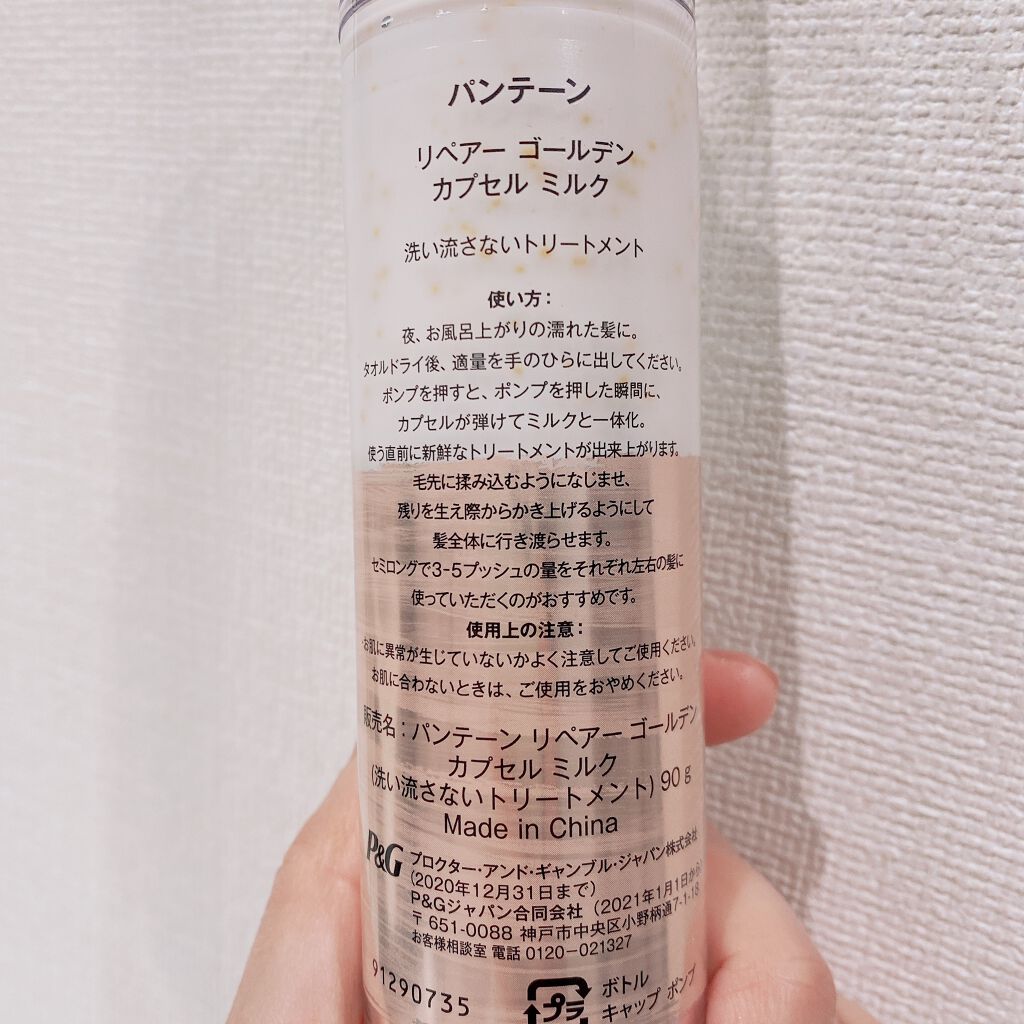 パンテーン
リペアー ゴールデン
カプセル ミルク
洗い流さないトリートメント
使い方：
夜、お風呂上がりの濡れた髪に。
タオルドライ後、適量を手のひらに出してください。
ポンプを押すと、ポンプを押した瞬間に、
カプセルが弾けてミルクと一体化。
使う直前に新鮮なトリートメントが出来上がります。
毛先に揉み込むようになじませ、
残りを生え際からかき上げるようにして
髪全体に行き渡らせます。
セミロングで3-5プッシュの量をそれぞれ左右の髪に
使っていただくのがおすすめです。
使用上の注意：
お肌に異常が生じていないかよく注意してご使用ください。
お肌に合わないときは、ご使用をおやめください。
販売名：パンテーン リペアー ゴールデン
カプセル ミルク
(洗い流さないトリートメント) 90g
Made in China
P&G プロクター・アンド・ギャンブル・ジャパン株式会社
(2020年12月31日まで)
P&Gジャパン合同会社 (2021年1月1日から)
〒 651-0088 神戸市中央区小野柄通7-1-18
お客様相談室 電話 0120-021327
91290735
プラ ボトル
キャップ ポンプ